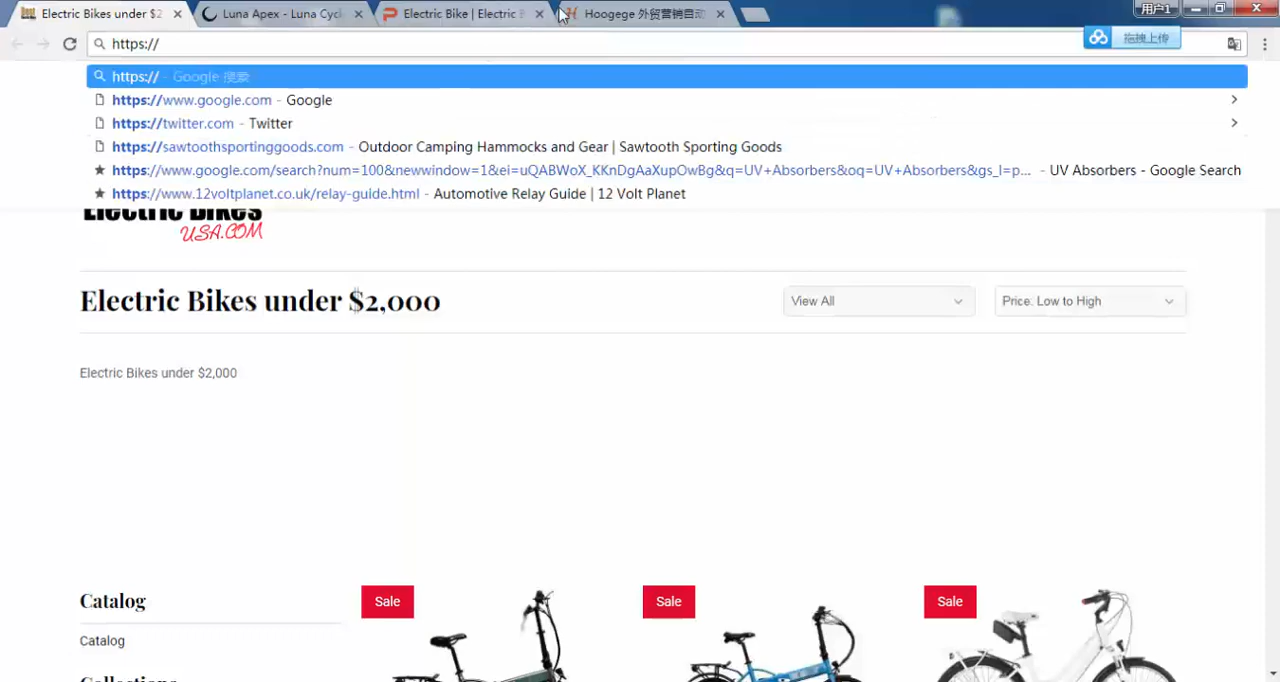 Electric Bikes under $2
Luna Apex - Luna Cycl
Electric Bike | Electric B
Hoogege 外贸营销自动
用户1
https://
拖拽上传
https:// - Google 搜索
https://www.google.com - Google
https://twitter.com - Twitter
https://sawtoothsportinggoods.com - Outdoor Camping Hammocks and Gear | Sawtooth Sporting Goods
https://www.google.com/search?num=100&newwindow=1&ei=uQABWoX_KKnDgAaXupOwBg&q=UV+Absorbers&oq=UV+Absorbers&gs_l=p... - UV Absorbers - Google Search
https://www.12voltplanet.co.uk/relay-guide.html - Automotive Relay Guide | 12 Volt Planet
Electric Bikes
USA.COM
Electric Bikes under $2,000
View All
Price: Low to High
Electric Bikes under $2,000
Catalog
Sale
Sale
Sale
Catalog
Collections